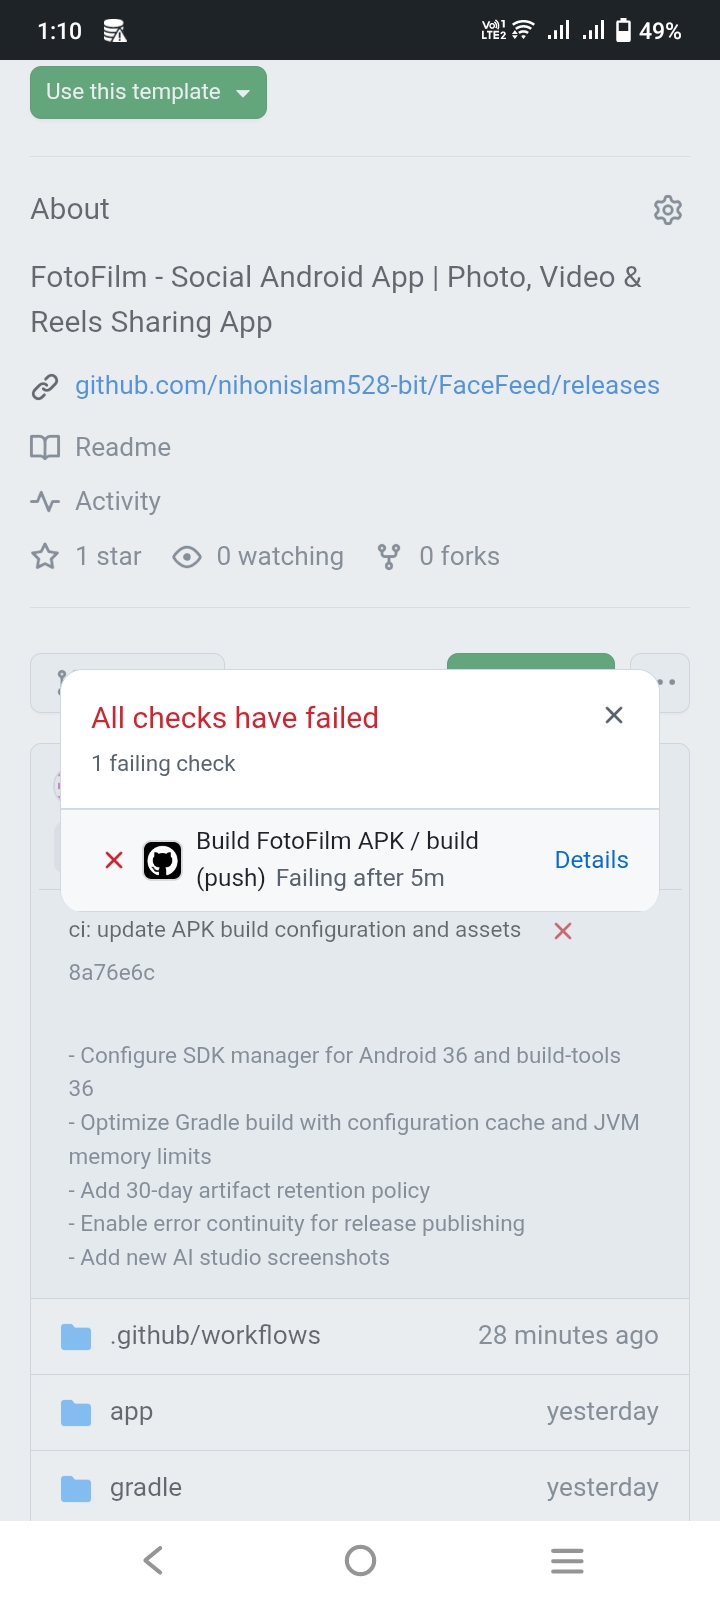 1:10
Vo)) 1
LTE2
49%
Use this template
About
FotoFilm - Social Android App | Photo, Video &
Reels Sharing App
github.com/nihonislam528-bit/FaceFeed/releases
Readme
Activity
1 star 0 watching 0 forks
All checks have failed
1 failing check
Build FotoFilm APK / build
(push) Failing after 5m
Details
ci: update APK build configuration and assets
8a76e6c
- Configure SDK manager for Android 36 and build-tools
36
- Optimize Gradle build with configuration cache and JVM
memory limits
- Add 30-day artifact retention policy
- Enable error continuity for release publishing
- Add new AI studio screenshots
.github/workflows 28 minutes ago
app yesterday
gradle yesterday